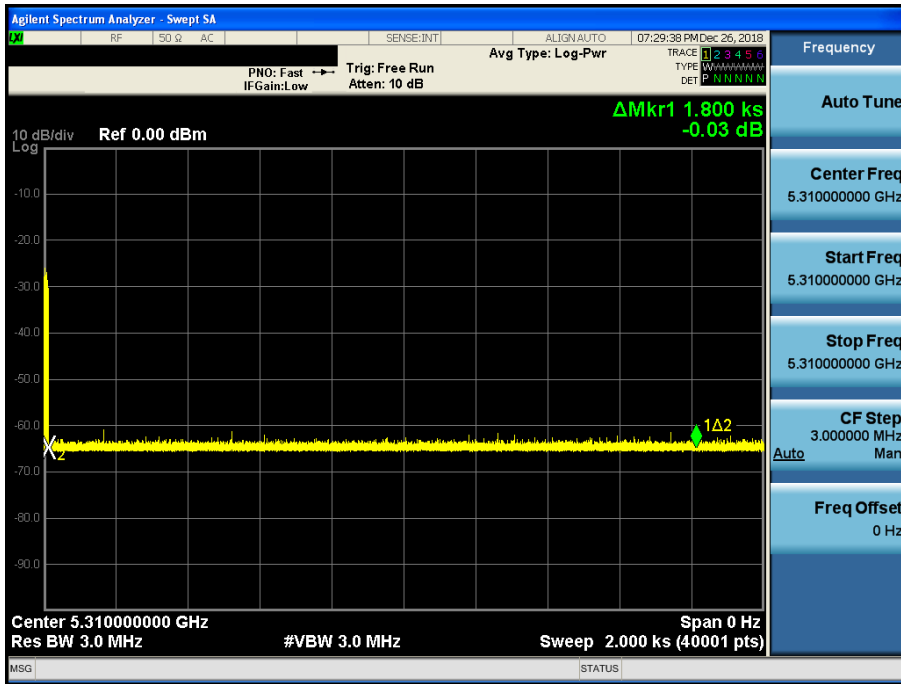 Agilent Spectrum Analyzer - Swept SA
LXI RF 50 Ω AC SENSE:INT ALIGNAUTO 07:29:38 PM Dec 26, 2018
PNO: Fast Trig: Free Run Avg Type: Log-Pwr TRACE 1 2 3 4 5 6
IFGain:Low Atten: 10 dB TYPE WWWWWW
DET P N N N N N
Frequency
ΔMkr1 1.800 ks
-0.03 dB
10 dB/div Ref 0.00 dBm
Log
-10.0
-20.0
-30.0
-40.0
-50.0
-60.0
-70.0
-80.0
-90.0
1Δ2
2
Center 5.310000000 GHz Span 0 Hz
Res BW 3.0 MHz #VBW 3.0 MHz Sweep 2.000 ks (40001 pts)
MSG STATUS
Auto Tune
Center Freq
5.310000000 GHz
Start Freq
5.310000000 GHz
Stop Freq
5.310000000 GHz
CF Step
3.000000 MHz
Auto Man
Freq Offset
0 Hz